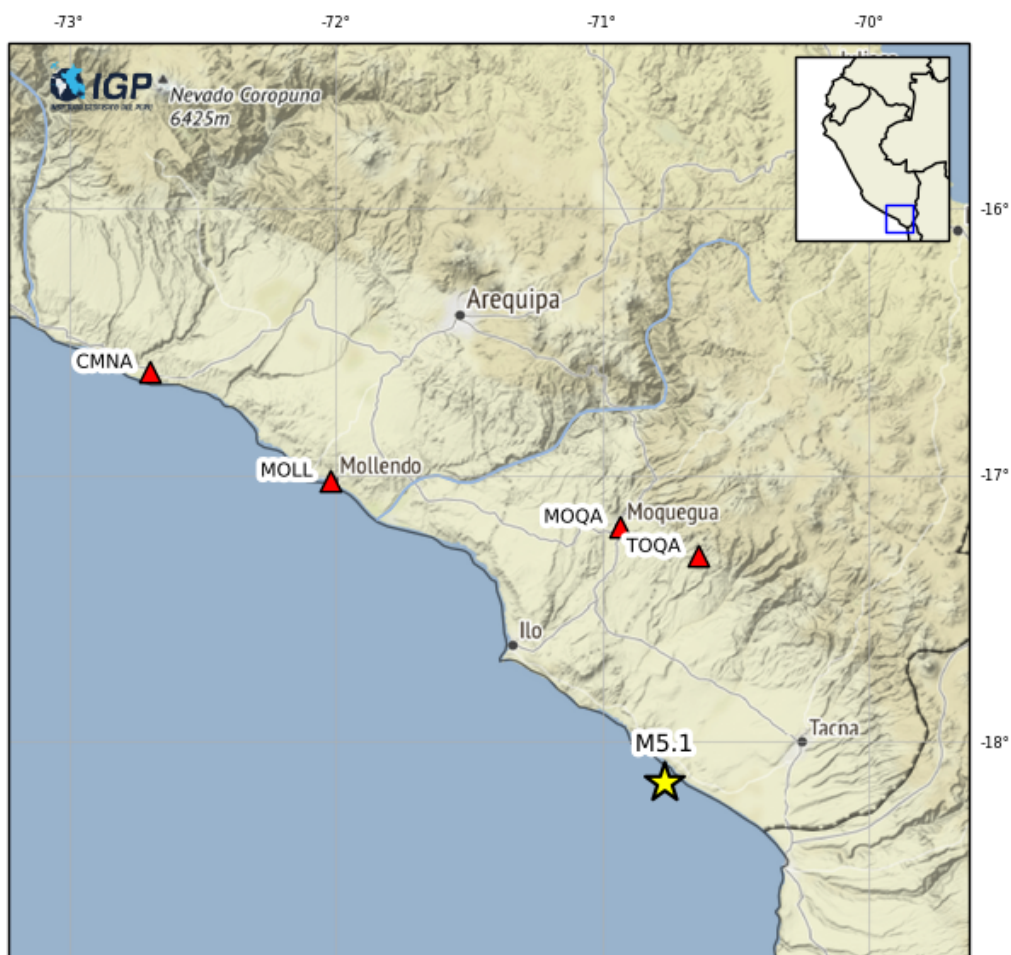 -73°
-72°
-71°
-70°
IGP
Nevado Coropuna
6425m
-16°
Arequipa
CMNA
MOLL
Mollendo
-17°
MOQA
Moquegua
TOQA
Ilo
M5.1
Tacna
-18°